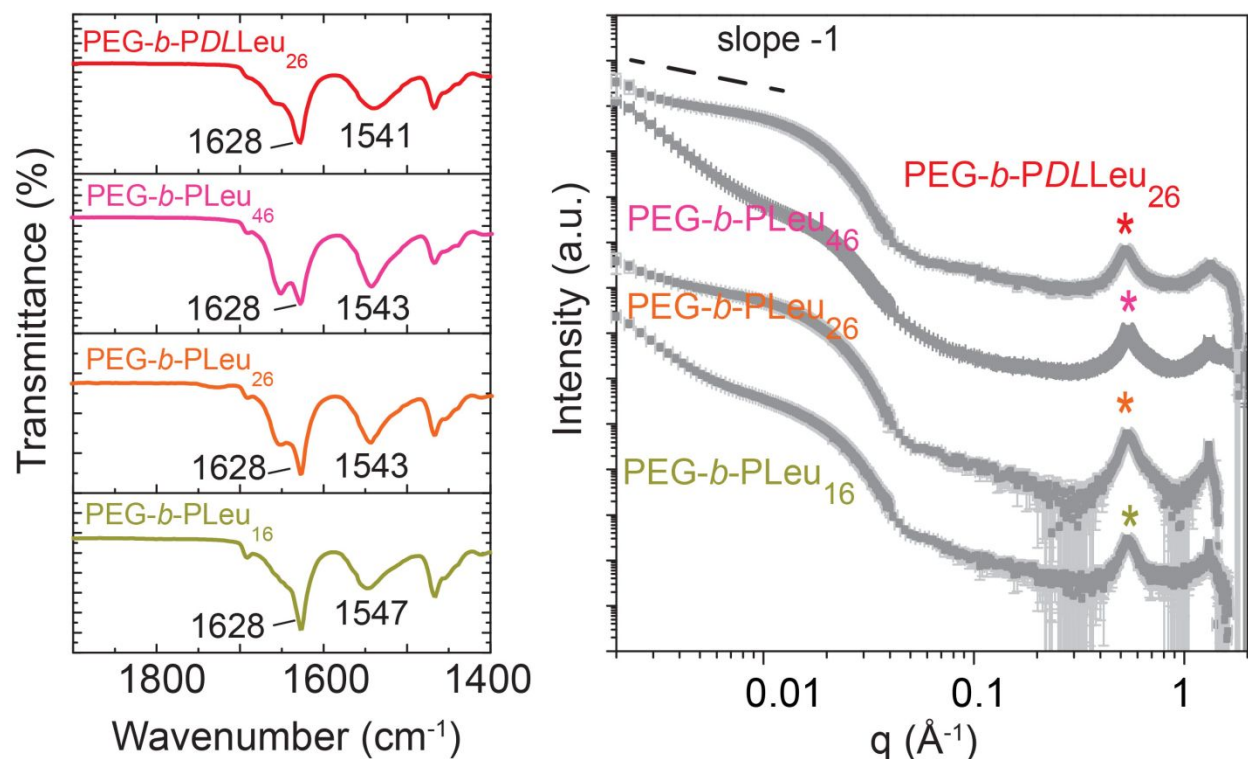 PEG-b-PDLLeu26
1628
1541
PEG-b-PLeu46
1628
1543
PEG-b-PLeu26
1628
1543
PEG-b-PLeu16
1628
1547
Transmittance (%)
1800
1600
1400
Wavenumber (cm-1)
slope -1
PEG-b-PDLLeu26
*
PEG-b-PLeu46
*
PEG-b-PLeu26
*
PEG-b-PLeu16
*
Intensity (a.u.)
0.01
0.1
1
q (Å-1)